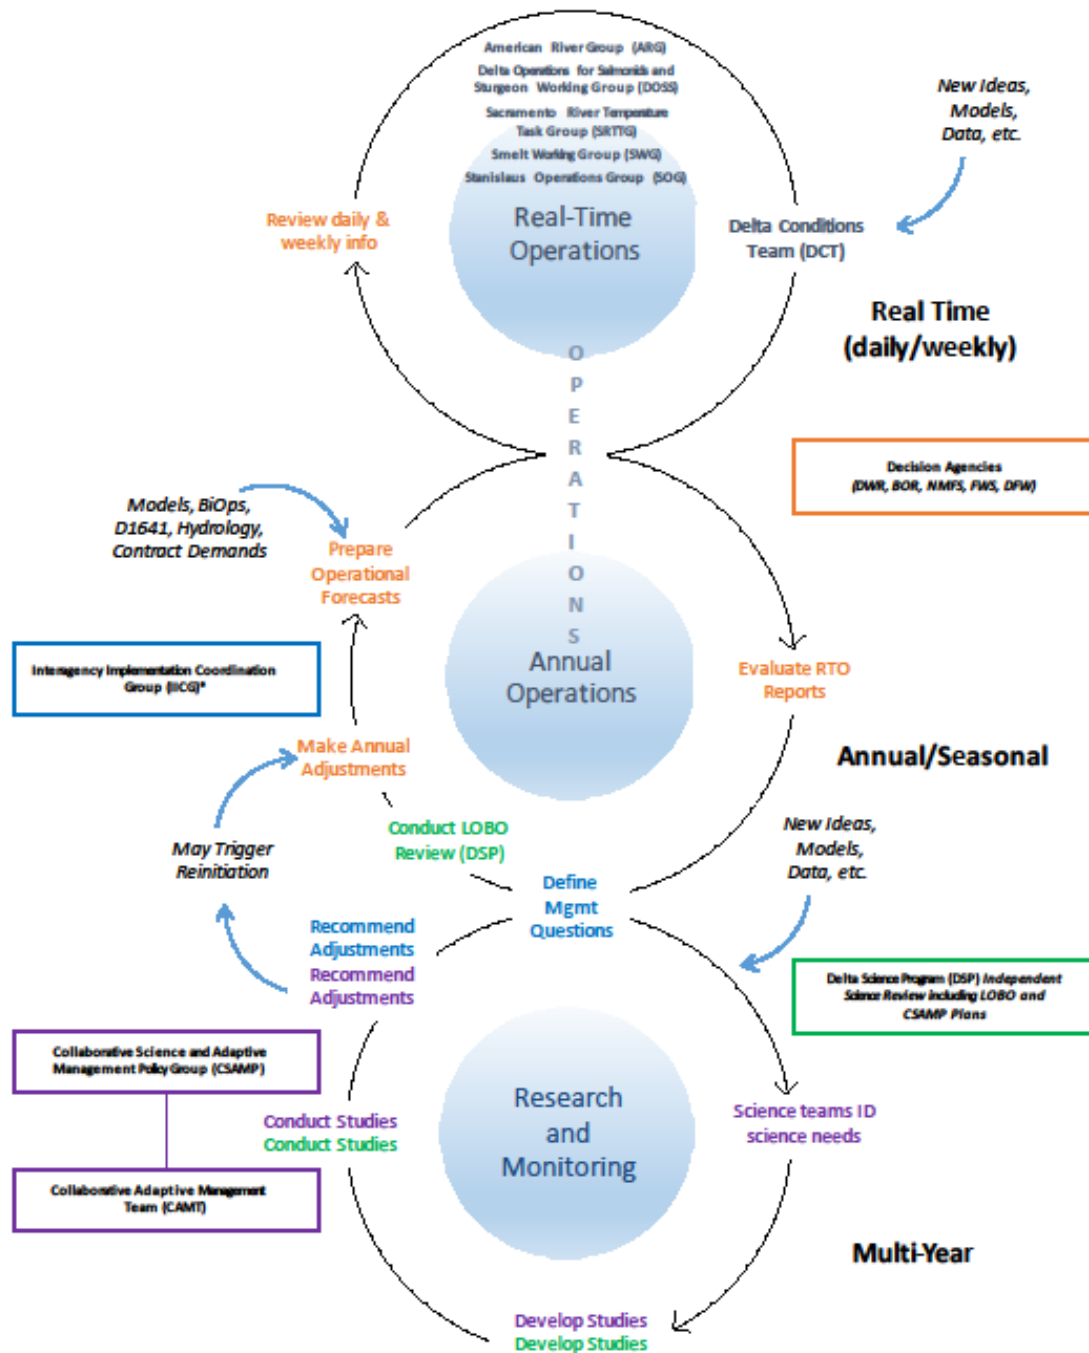 American River Group (ARG)
Delta Operations for Salmonids and
Sturgeon Working Group (DOSS)
Sacramento River Temperature
Task Group (SRTTG)
Smelt Working Group (SWG)
Stanislaus Operations Group (SOG)
Real-Time
Operations
New Ideas,
Models,
Data, etc.
Review daily &
weekly info
Delta Conditions
Team (DCT)
Real Time
(daily/weekly)
OPERATIONS
Decision Agencies
(DWR, BOR, NMFS, FWS, DFW)
Models, BiOps,
D1641, Hydrology,
Contract Demands
Prepare
Operational
Forecasts
Interagency Implementation Coordination
Group (IICG)*
Annual
Operations
Evaluate RTO
Reports
Make Annual
Adjustments
Annual/Seasonal
Conduct LOBO
Review (DSP)
May Trigger
Reinitiation
New Ideas,
Models,
Data, etc.
Define
Mgmt
Questions
Recommend
Adjustments
Recommend
Adjustments
Delta Science Program (DSP) Independent
Science Review including LOBO and
CSAMP Plans
Collaborative Science and Adaptive
Management Policy Group (CSAMP)
Research
and
Monitoring
Conduct Studies
Conduct Studies
Science teams ID
science needs
Collaborative Adaptive Management
Team (CAMT)
Multi-Year
Develop Studies
Develop Studies